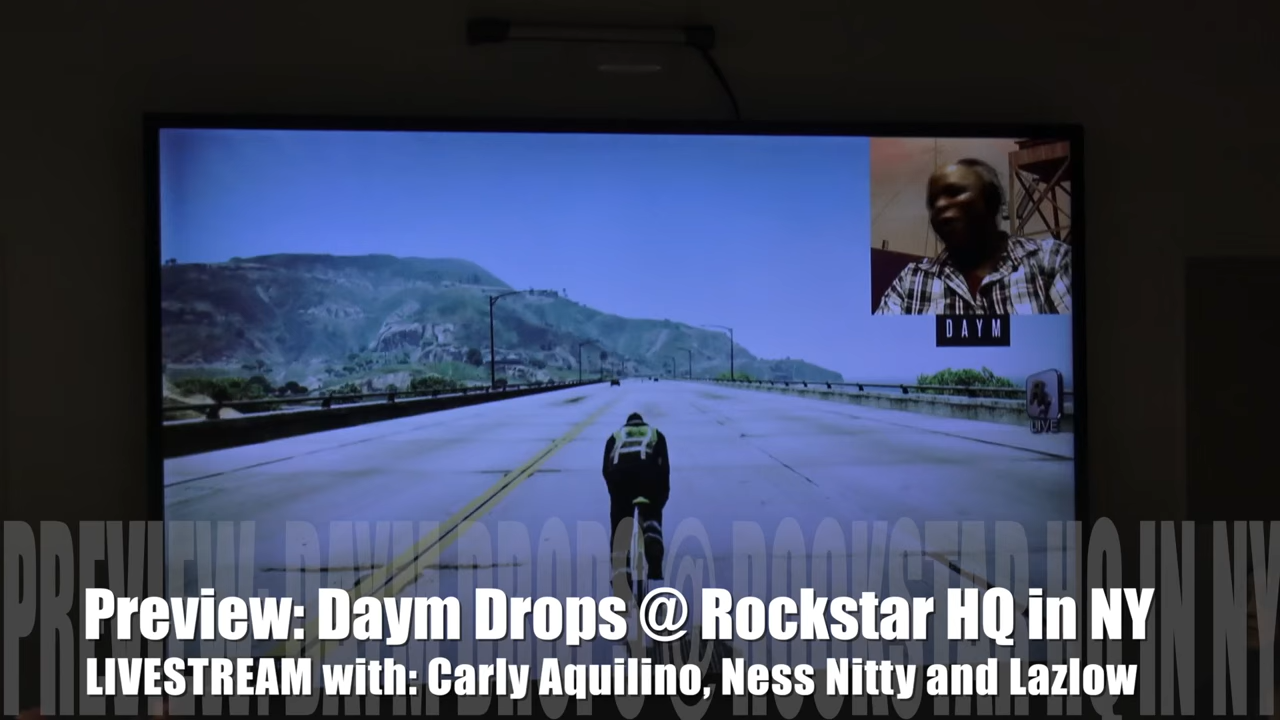 DAYM
LIVE
PREVIEW: DAYM DROPS @ ROCKSTAR HQ IN NY
Preview: Daym Drops @ Rockstar HQ in NY
LIVESTREAM with: Carly Aquilino, Ness Nitty and Lazlow